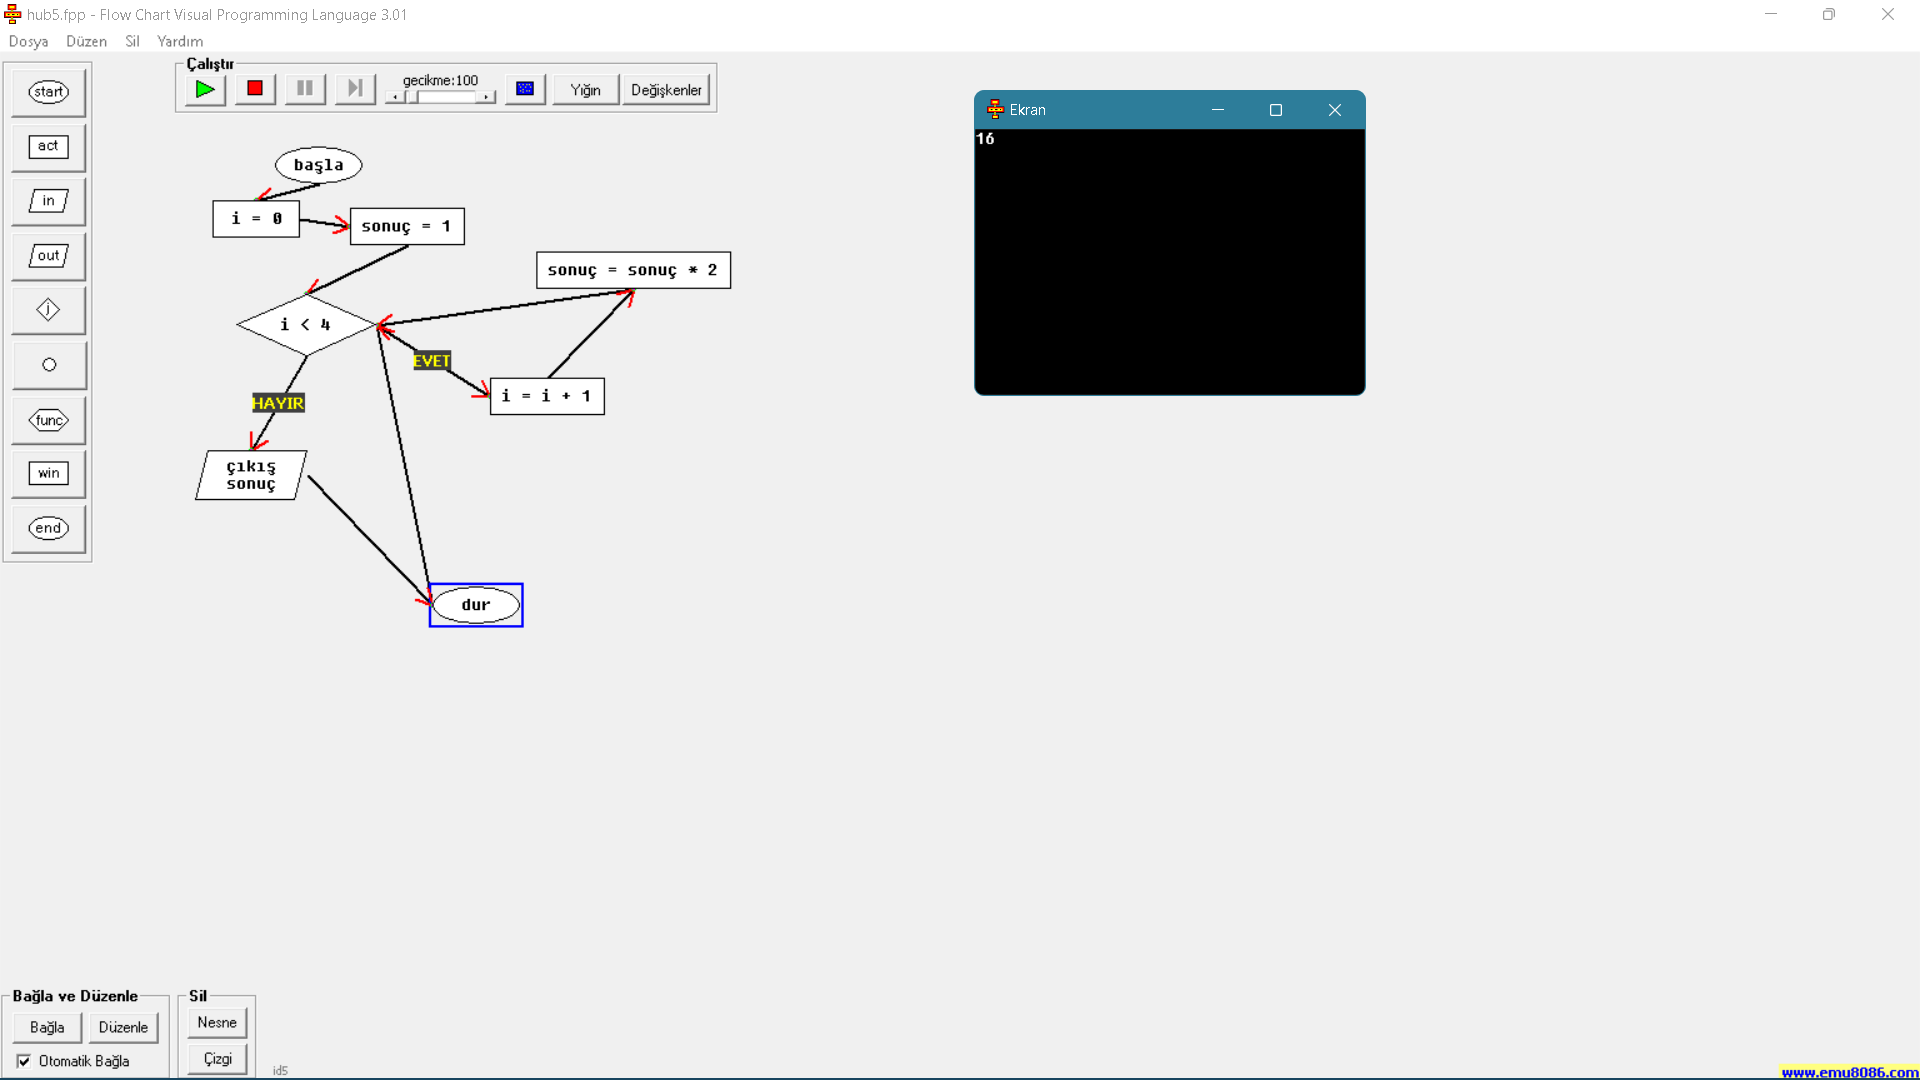 hub5.fpp - Flow Chart Visual Programming Language 3.01
Dosya Düzen Sil Yardım
Çalıştır
gecikme:100
Yığın
Değişkenler
start
act
in
out
j
func
win
end
başla
i = 0
sonuç = 1
sonuç = sonuç * 2
i < 4
EVET
i = i + 1
HAYIR
çıkış
sonuç
dur
Ekran
16
Bağla ve Düzenle
Bağla
Düzenle
Otomatik Bağla
Sil
Nesne
Çizgi
id5
www.emu8086.com